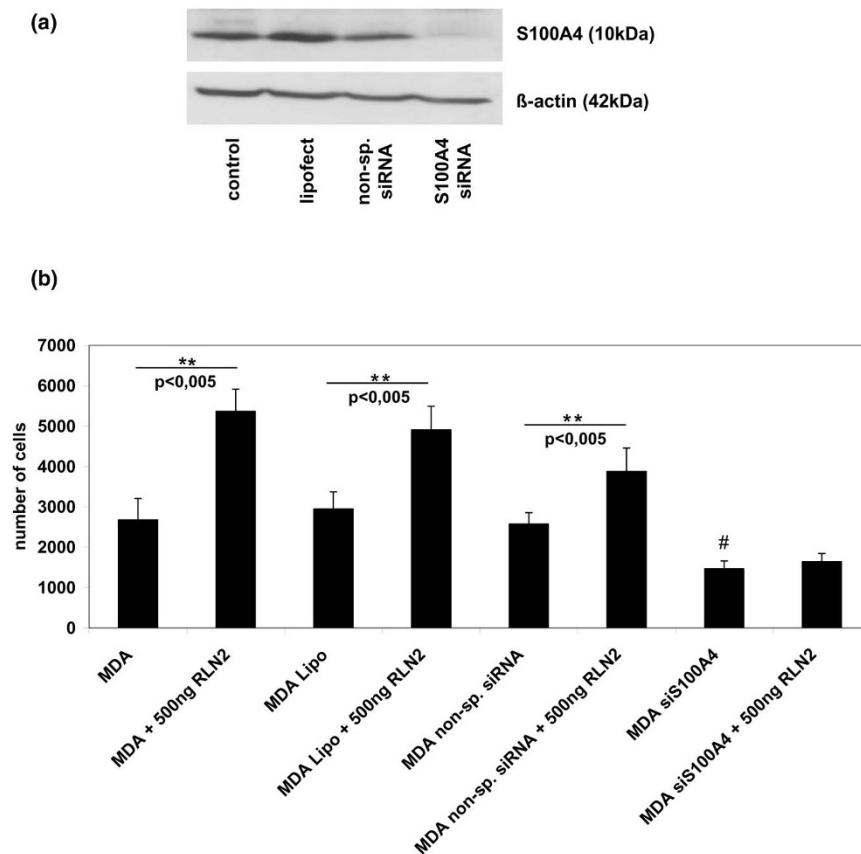 (a)
S100A4 (10kDa)
ß-actin (42kDa)
control
lipofect
non-sp.
siRNA
S100A4
siRNA
(b)
number of cells
7000
6000
5000
4000
3000
2000
1000
0
**
p<0,005
**
p<0,005
**
p<0,005
#
MDA
MDA + 500ng RLN2
MDA Lipo
MDA Lipo + 500ng RLN2
MDA non-sp. siRNA
MDA non-sp. siRNA + 500ng RLN2
MDA siS100A4
MDA siS100A4 + 500ng RLN2